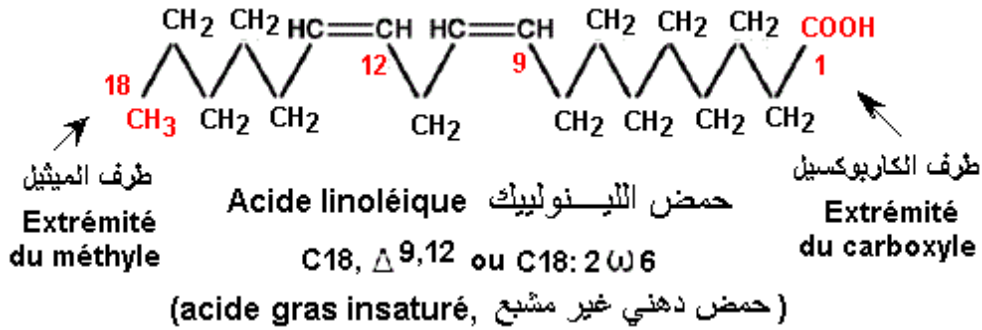 CH2 CH2 HC CH HC CH CH2 CH2 CH2 COOH
18 12 9 1
CH3 CH2 CH2 CH2 CH2 CH2 CH2 CH2
طرف الميثيل
Extrémité
du méthyle
طرف الكاربوكسيل
Extrémité
du carboxyle
Acide linoléique حمض اللينولييك
C18, △9,12 ou C18: 2ω6
(acide gras insaturé, حمض دهني غير مشبع)